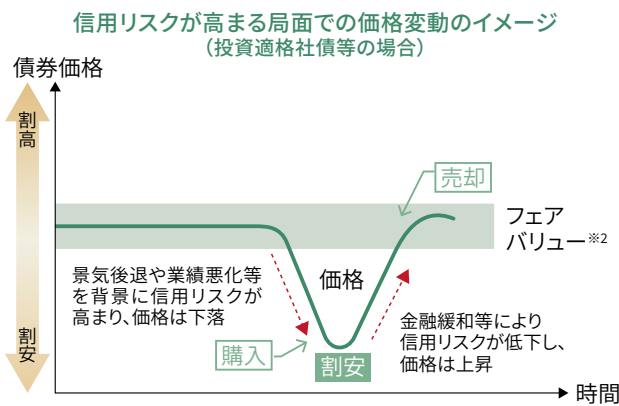 信用リスクが高まる局面での価格変動のイメージ
（投資適格社債等の場合）
債券価格
割高
売却
フェア
バリュー※2
景気後退や業績悪化等
を背景に信用リスクが
高まり、価格は下落
価格
金融緩和等により
信用リスクが低下し、
価格は上昇
割安
購入
割安
時間